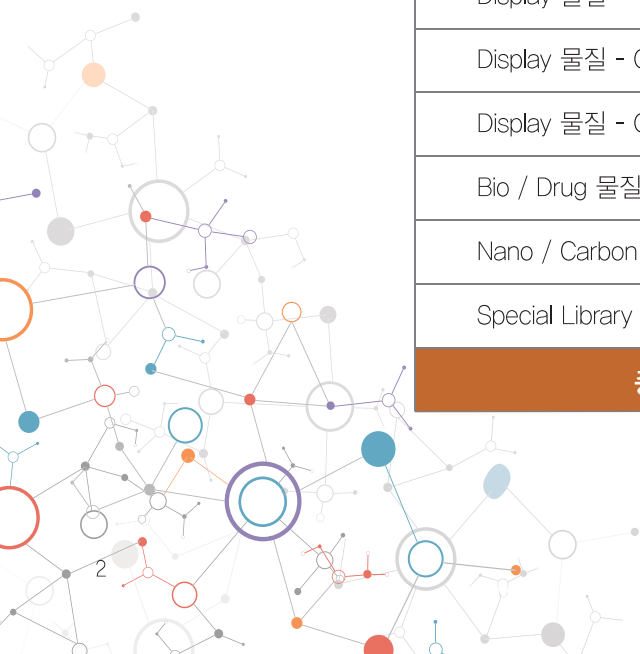 Display 물질 -
Display 물질 -
Bio / Drug 물질
Nano / Carbon
Special Library
2